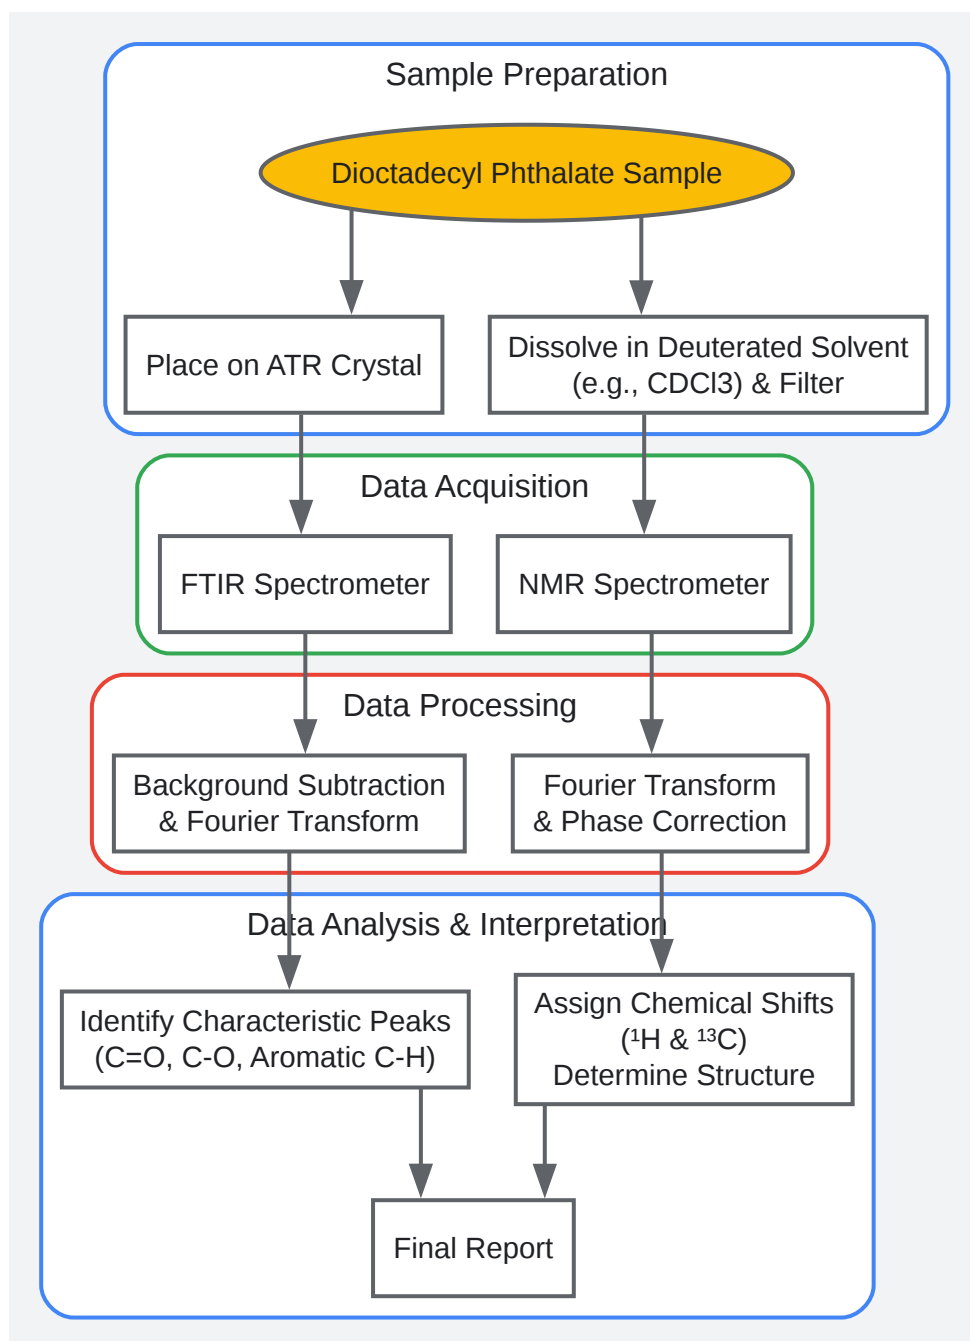 Sample Preparation
Dioctadecyl Phthalate Sample
Place on ATR Crystal
Dissolve in Deuterated Solvent
(e.g., CDCl3) & Filter
Data Acquisition
FTIR Spectrometer
NMR Spectrometer
Data Processing
Background Subtraction
& Fourier Transform
Fourier Transform
& Phase Correction
Data Analysis & Interpretation
Identify Characteristic Peaks
(C=O, C-O, Aromatic C-H)
Assign Chemical Shifts
(¹H & ¹³C)
Determine Structure
Final Report